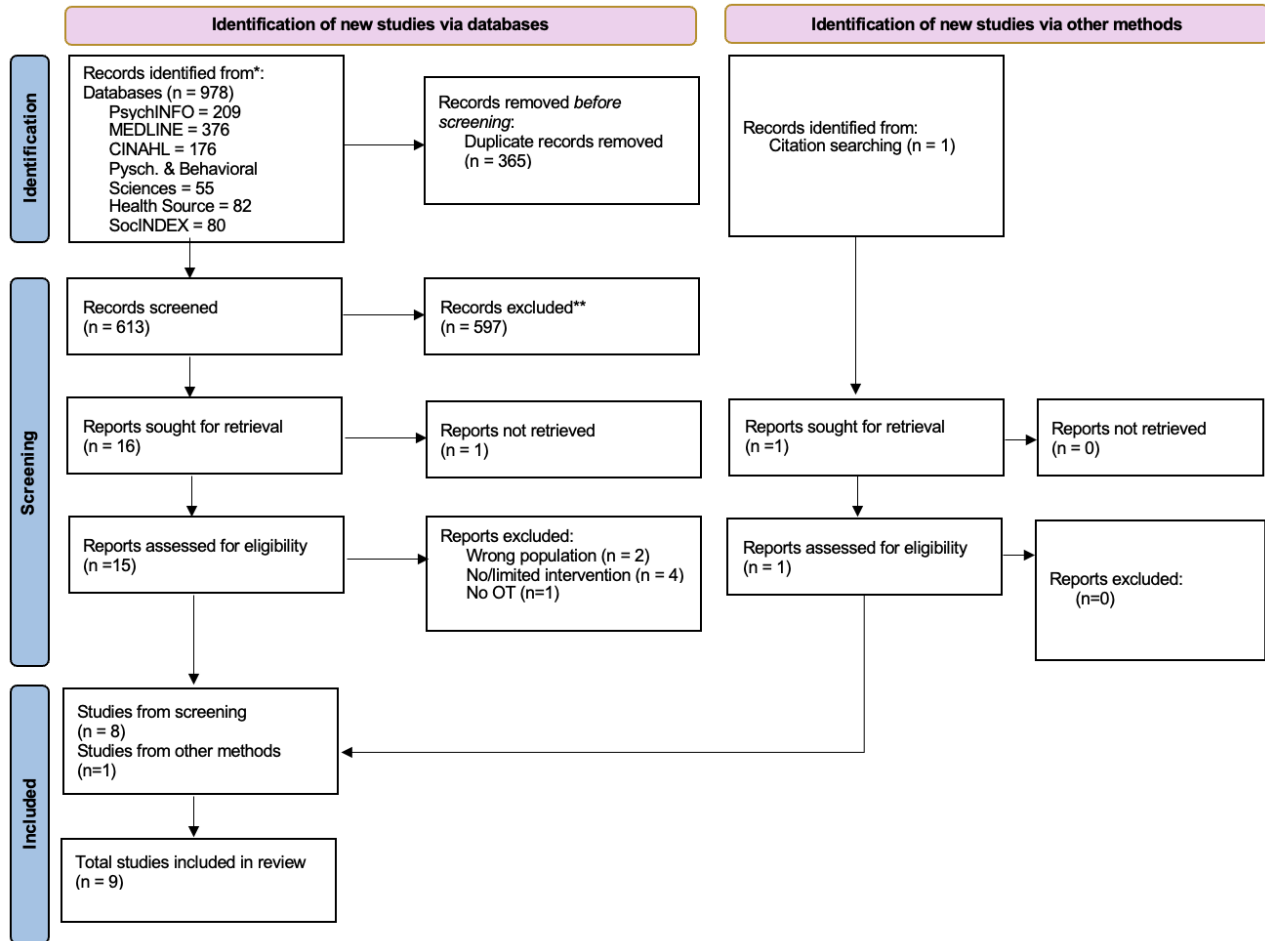 Identification of new studies via databases
Identification of new studies via other methods
Identification
Records identified from*:
Databases (n = 978)
PsychINFO = 209
MEDLINE = 376
CINAHL = 176
Pysch. & Behavioral
Sciences = 55
Health Source = 82
SocINDEX = 80
Records removed before
screening:
Duplicate records removed
(n = 365)
Records identified from:
Citation searching (n = 1)
Screening
Records screened
(n = 613)
Records excluded**
(n = 597)
Reports sought for retrieval
(n = 16)
Reports not retrieved
(n = 1)
Reports sought for retrieval
(n =1)
Reports not retrieved
(n = 0)
Reports assessed for eligibility
(n =15)
Reports excluded:
Wrong population (n = 2)
No/limited intervention (n = 4)
No OT (n=1)
Reports assessed for eligibility
(n = 1)
Reports excluded:
(n=0)
Included
Studies from screening
(n = 8)
Studies from other methods
(n=1)
Total studies included in review
(n = 9)